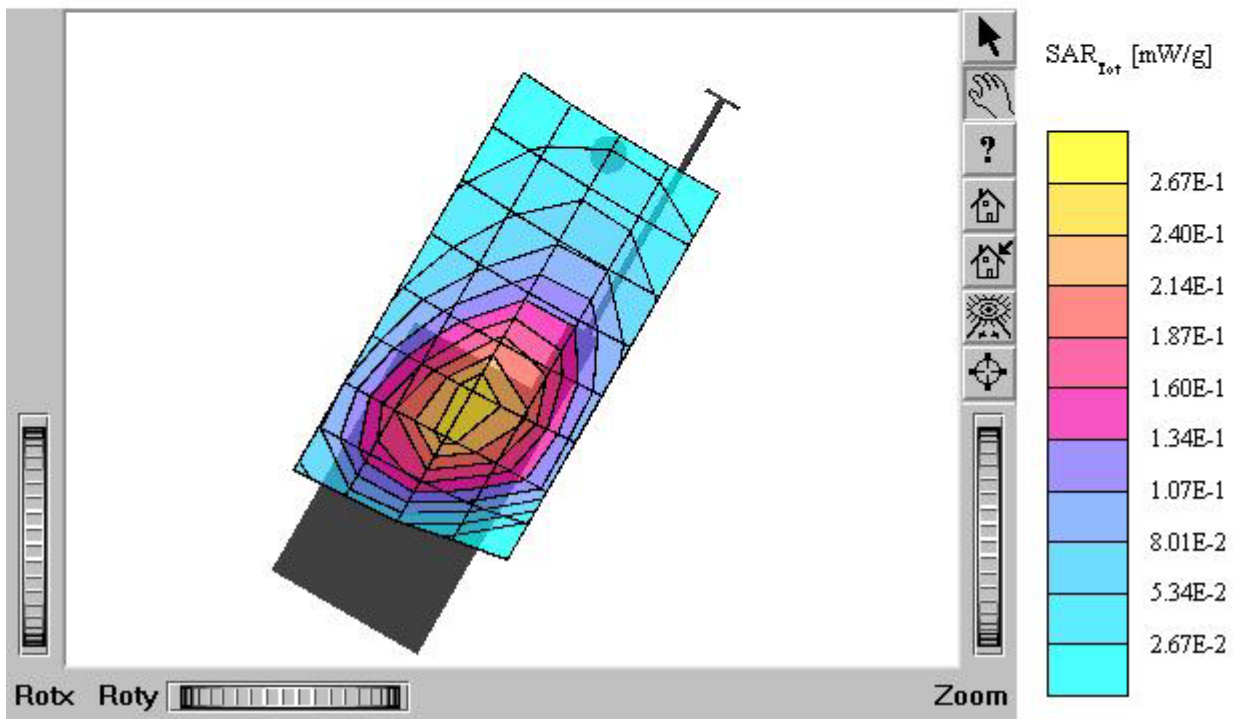 SAR_Tot [mW/g]
?
2.67E-1
2.40E-1
2.14E-1
1.87E-1
1.60E-1
1.34E-1
1.07E-1
8.01E-2
5.34E-2
2.67E-2
Rotx Roty Zoom